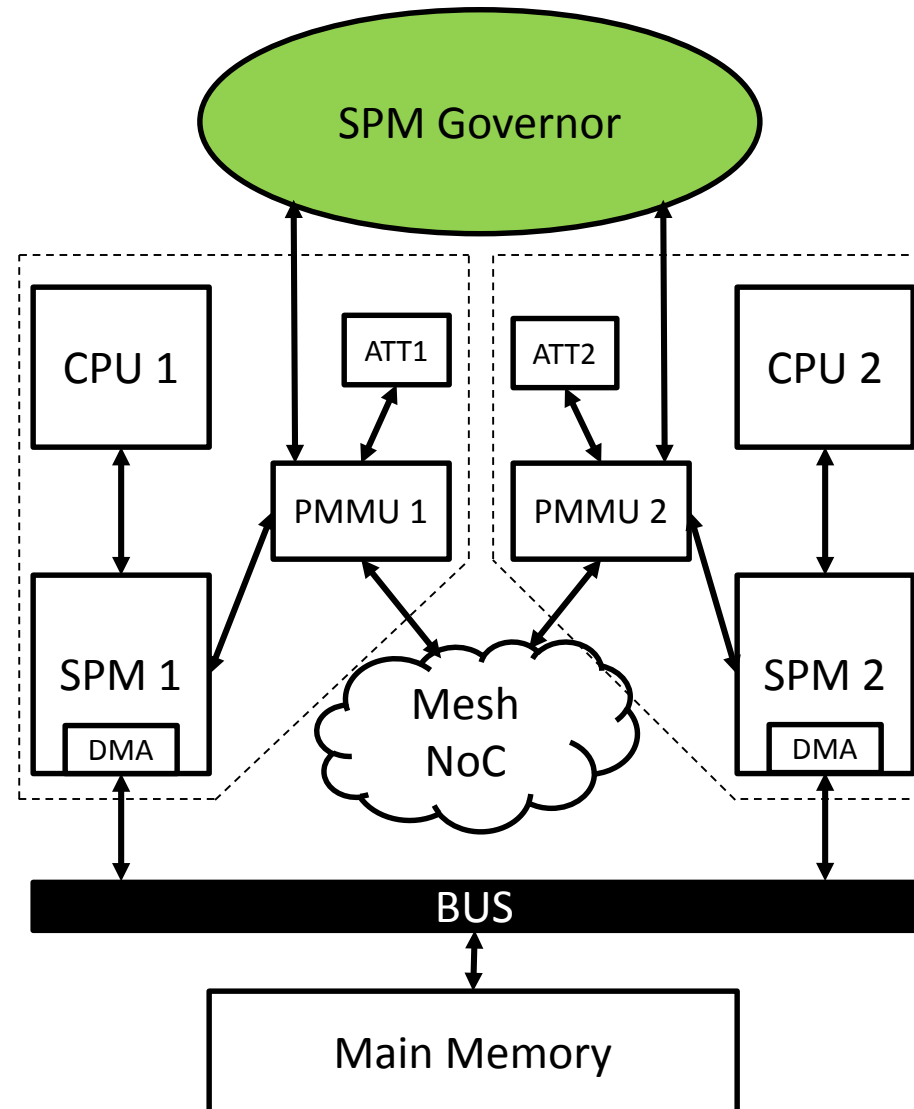 SPM Governor
CPU 1
ATT1
ATT2
CPU 2
PMMU 1
PMMU 2
SPM 1
DMA
Mesh
NoC
SPM 2
DMA
BUS
Main Memory